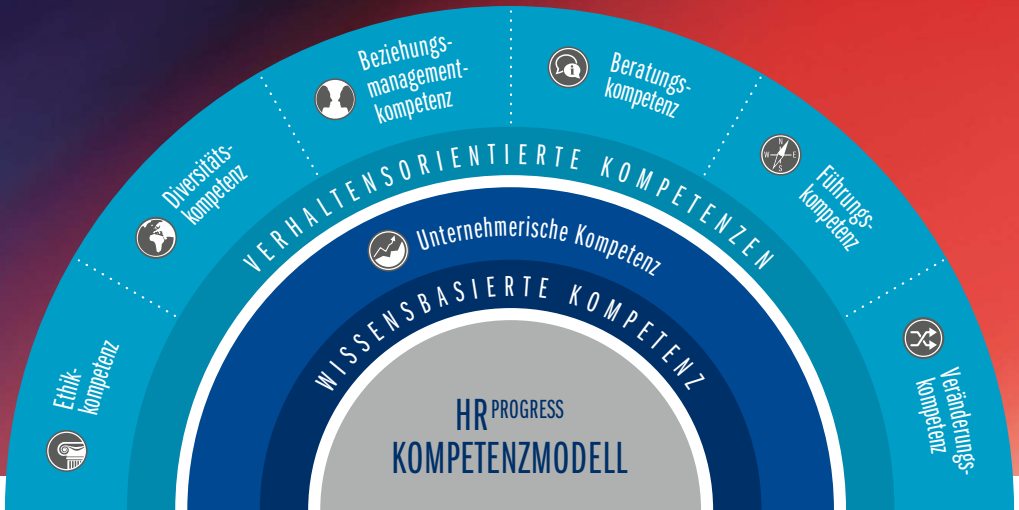 Ethik-
kompetenz
Diversitäts-
kompetenz
Beziehungs-
management-
kompetenz
Beratungs-
kompetenz
N
W E
S
Führungs-
kompetenz
Veränderungs-
kompetenz
VERHALTENSORIENTIERTE KOMPETENZEN
Unternehmerische Kompetenz
WISSENSBASIERTE KOMPETENZ
HR PROGRESS
KOMPETENZMODELL